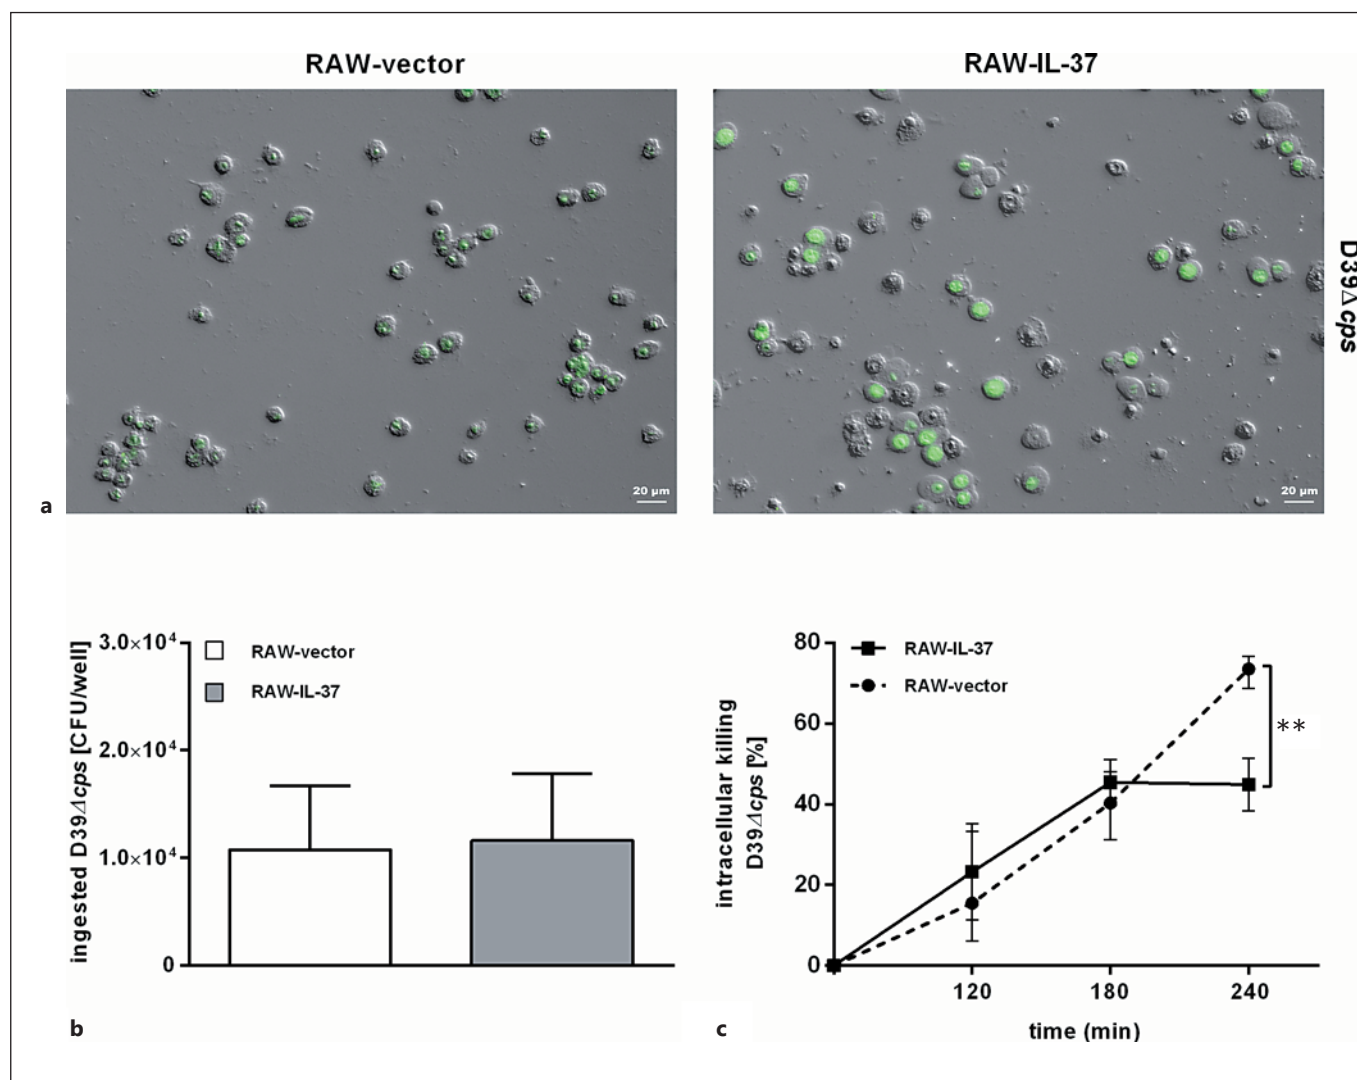 RAW-vector
RAW-IL-37
D39Δcps
20 µm
20 µm
a
ingested D39Δcps [CFU/well]
3.0×10⁴
2.0×10⁴
1.0×10⁴
0
RAW-vector
RAW-IL-37
b
intracellular killing
D39Δcps [%]
80
60
40
20
0
RAW-IL-37
RAW-vector
**
120 180 240
time (min)
c